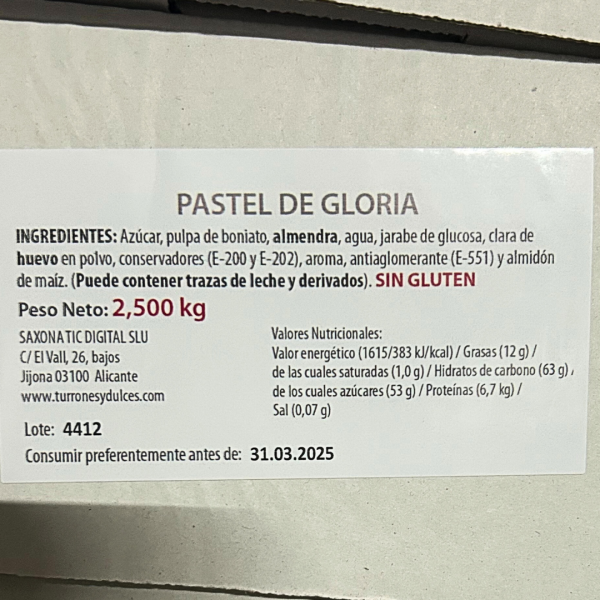 PASTEL DE GLORIA
INGREDIENTES: Azúcar, pulpa de boniato, almendra, agua, jarabe de glucosa, clara de
huevo en polvo, conservadores (E-200 y E-202), aroma, antiaglomerante (E-551) y almidón
de maíz. (Puede contener trazas de leche y derivados). SIN GLUTEN
Peso Neto: 2,500 kg
SAXONATIC DIGITAL SLU
C/ El Vall, 26, bajos
Jijona 03100 Alicante
www.turronesydulces.com
Valores Nutricionales:
Valor energético (1615/383 kJ/kcal) / Grasas (12 g) /
de las cuales saturadas (1,0 g) / Hidratos de carbono (63 g) ,
de los cuales azúcares (53 g) / Proteínas (6,7 kg) /
Sal (0,07 g)
Lote: 4412
Consumir preferentemente antes de: 31.03.2025